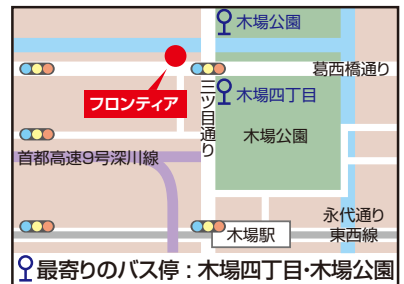 木場公園
葛西橋通り
フロンティア
木場四丁目
三ツ目通り
木場公園
首都高速9号深川線
永代通り
木場駅
東西線
最寄りのバス停：木場四丁目・木場公園